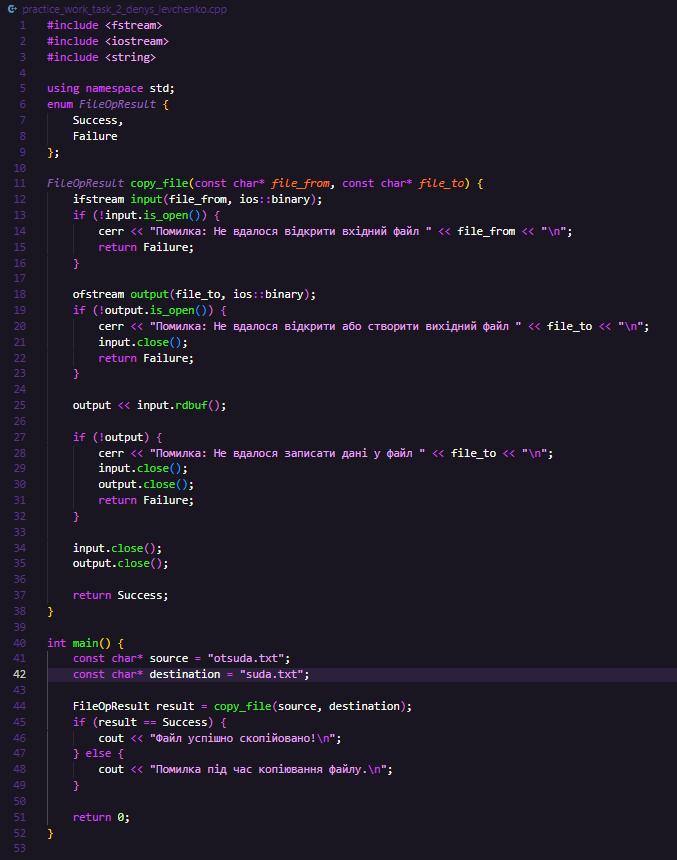 practice_work_task_2_denys_levchenko.cpp
1 #include <fstream>
2 #include <iostream>
3 #include <string>
4
5 using namespace std;
6 enum FileOpResult {
7 Success,
8 Failure
9 };
10
11 FileOpResult copy_file(const char* file_from, const char* file_to) {
12 ifstream input(file_from, ios::binary);
13 if (!input.is_open()) {
14 cerr << "Помилка: Не вдалося відкрити вхідний файл " << file_from << "\n";
15 return Failure;
16 }
17
18 ofstream output(file_to, ios::binary);
19 if (!output.is_open()) {
20 cerr << "Помилка: Не вдалося відкрити або створити вихідний файл " << file_to << "\n";
21 input.close();
22 return Failure;
23 }
24
25 output << input.rdbuf();
26
27 if (!output) {
28 cerr << "Помилка: Не вдалося записати дані у файл " << file_to << "\n";
29 input.close();
30 output.close();
31 return Failure;
32 }
33
34 input.close();
35 output.close();
36
37 return Success;
38 }
39
40 int main() {
41 const char* source = "otsuda.txt";
42 const char* destination = "suda.txt";
43
44 FileOpResult result = copy_file(source, destination);
45 if (result == Success) {
46 cout << "Файл успішно скопійовано!\n";
47 } else {
48 cout << "Помилка під час копіювання файлу.\n";
49 }
50
51 return 0;
52 }
53